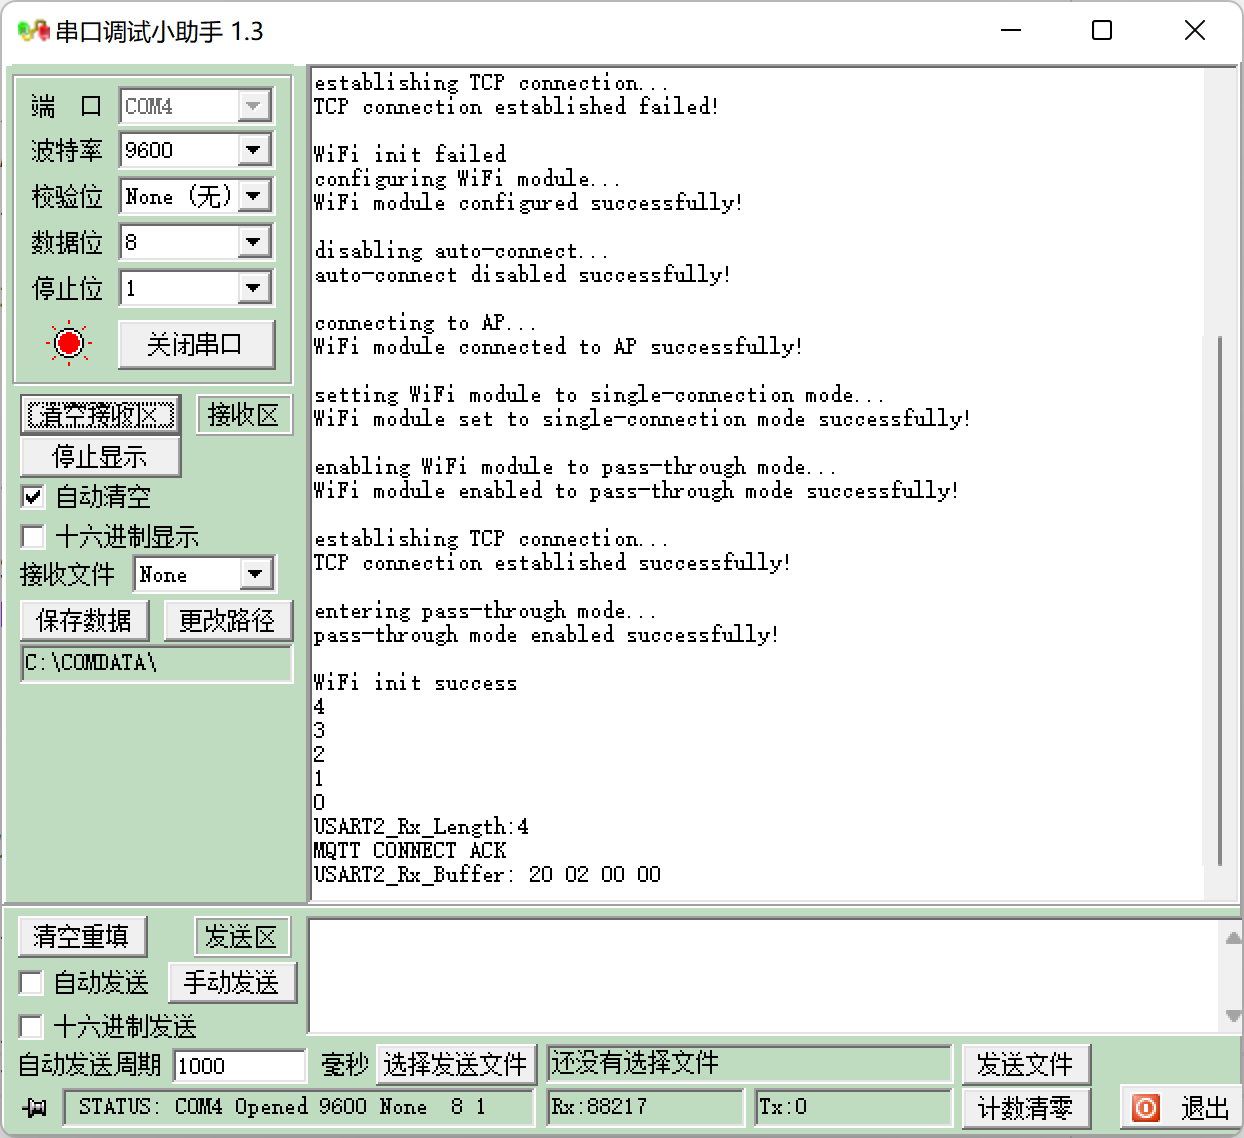 串口调试小助手 1.3
端 口 COM4
波特率 9600
校验位 None (无)
数据位 8
停止位 1
关闭串口
清空接收区 接收区
停止显示
自动清空
十六进制显示
接收文件 None
保存数据 更改路径
C:\COMDATA\
establishing TCP connection...
TCP connection established failed!
WiFi init failed
configuring WiFi module...
WiFi module configured successfully!
disabling auto-connect...
auto-connect disabled successfully!
connecting to AP...
WiFi module connected to AP successfully!
setting WiFi module to single-connection mode...
WiFi module set to single-connection mode successfully!
enabling WiFi module to pass-through mode...
WiFi module enabled to pass-through mode successfully!
establishing TCP connection...
TCP connection established successfully!
entering pass-through mode...
pass-through mode enabled successfully!
WiFi init success
4
3
2
1
0
USART2_Rx_Length:4
MQTT CONNECT ACK
USART2_Rx_Buffer: 20 02 00 00
清空重填 发送区
自动发送 手动发送
十六进制发送
自动发送周期 1000 毫秒 选择发送文件 还没有选择文件 发送文件
STATUS: COM4 Opened 9600 None 8 1 Rx:88217 Tx:0 计数清零 退出